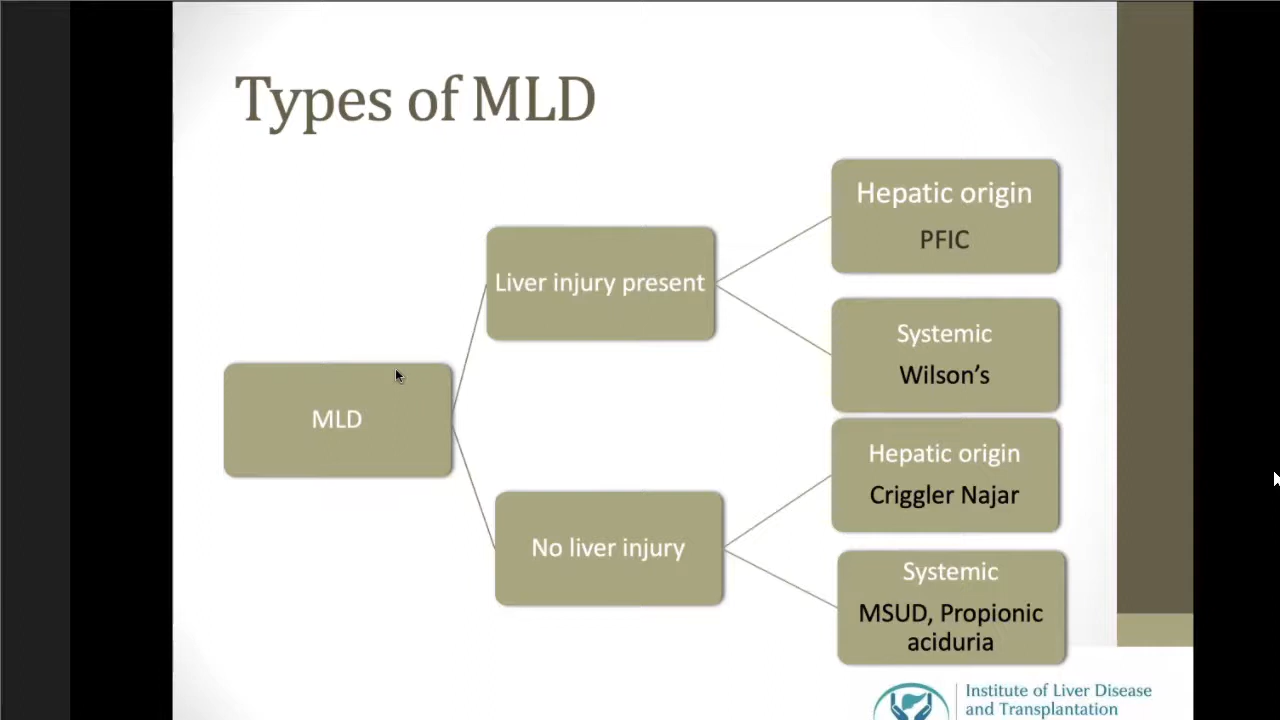 Types of MLD
MLD
Liver injury present
Hepatic origin
PFIC
Systemic
Wilson’s
No liver injury
Hepatic origin
Criggler Najar
Systemic
MSUD, Propionic
aciduria
Institute of Liver Disease
and Transplantation